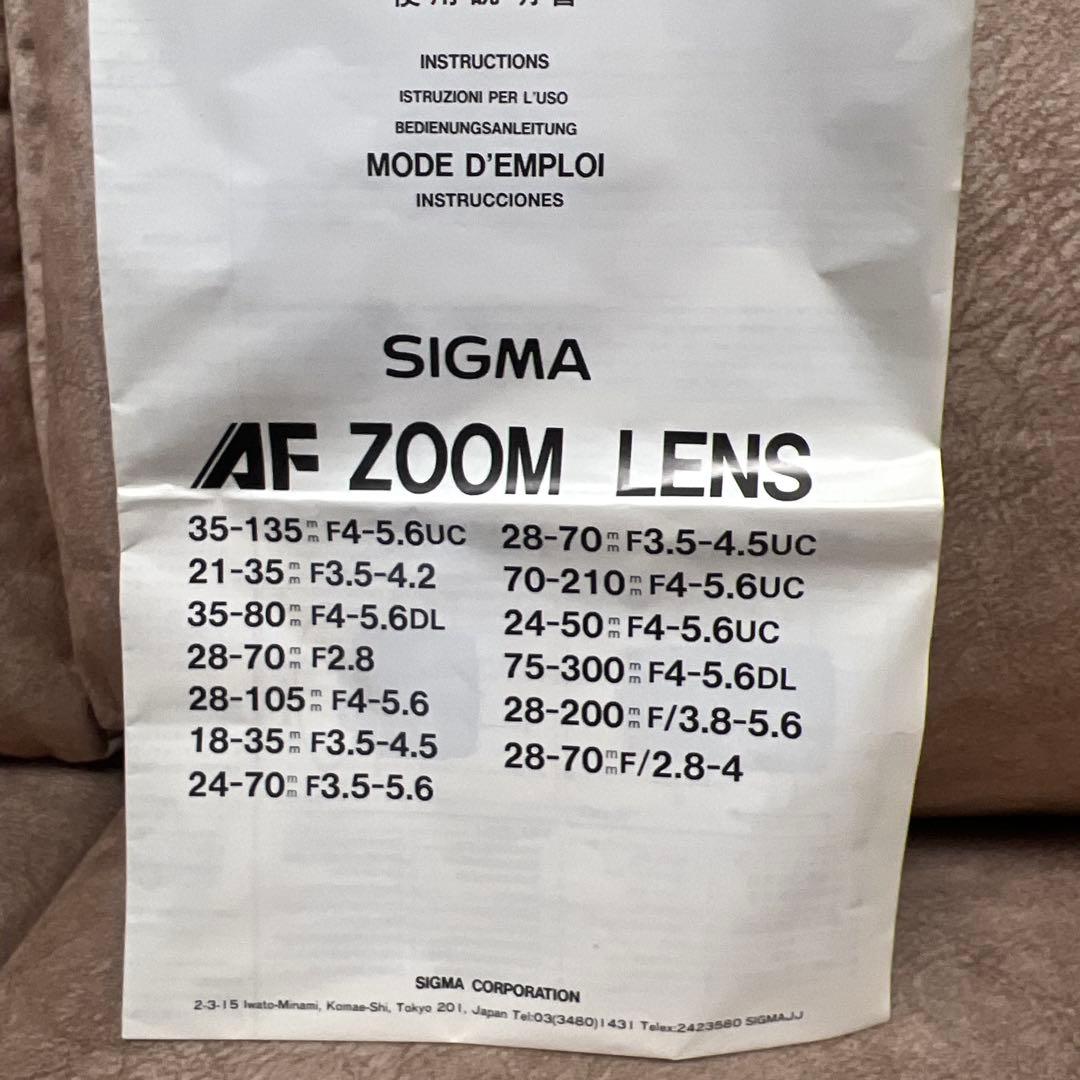 使用説明書
INSTRUCTIONS
ISTRUZIONI PER L'USO
BEDIENUNGSANLEITUNG
MODE D'EMPLOI
INSTRUCCIONES
SIGMA
AF ZOOM LENS
35-135mm F4-5.6UC
21-35mm F3.5-4.2
35-80mm F4-5.6DL
28-70mm F2.8
28-105mm F4-5.6
18-35mm F3.5-4.5
24-70mm F3.5-5.6
28-70mm F3.5-4.5UC
70-210mm F4-5.6UC
24-50mm F4-5.6UC
75-300mm F4-5.6DL
28-200mm F/3.8-5.6
28-70mm F/2.8-4
SIGMA CORPORATION
2-3-15 Iwato-Minami, Komae-Shi, Tokyo 201, Japan Tel:03(3480)1431 Telex:2423580 SIGMAJJ